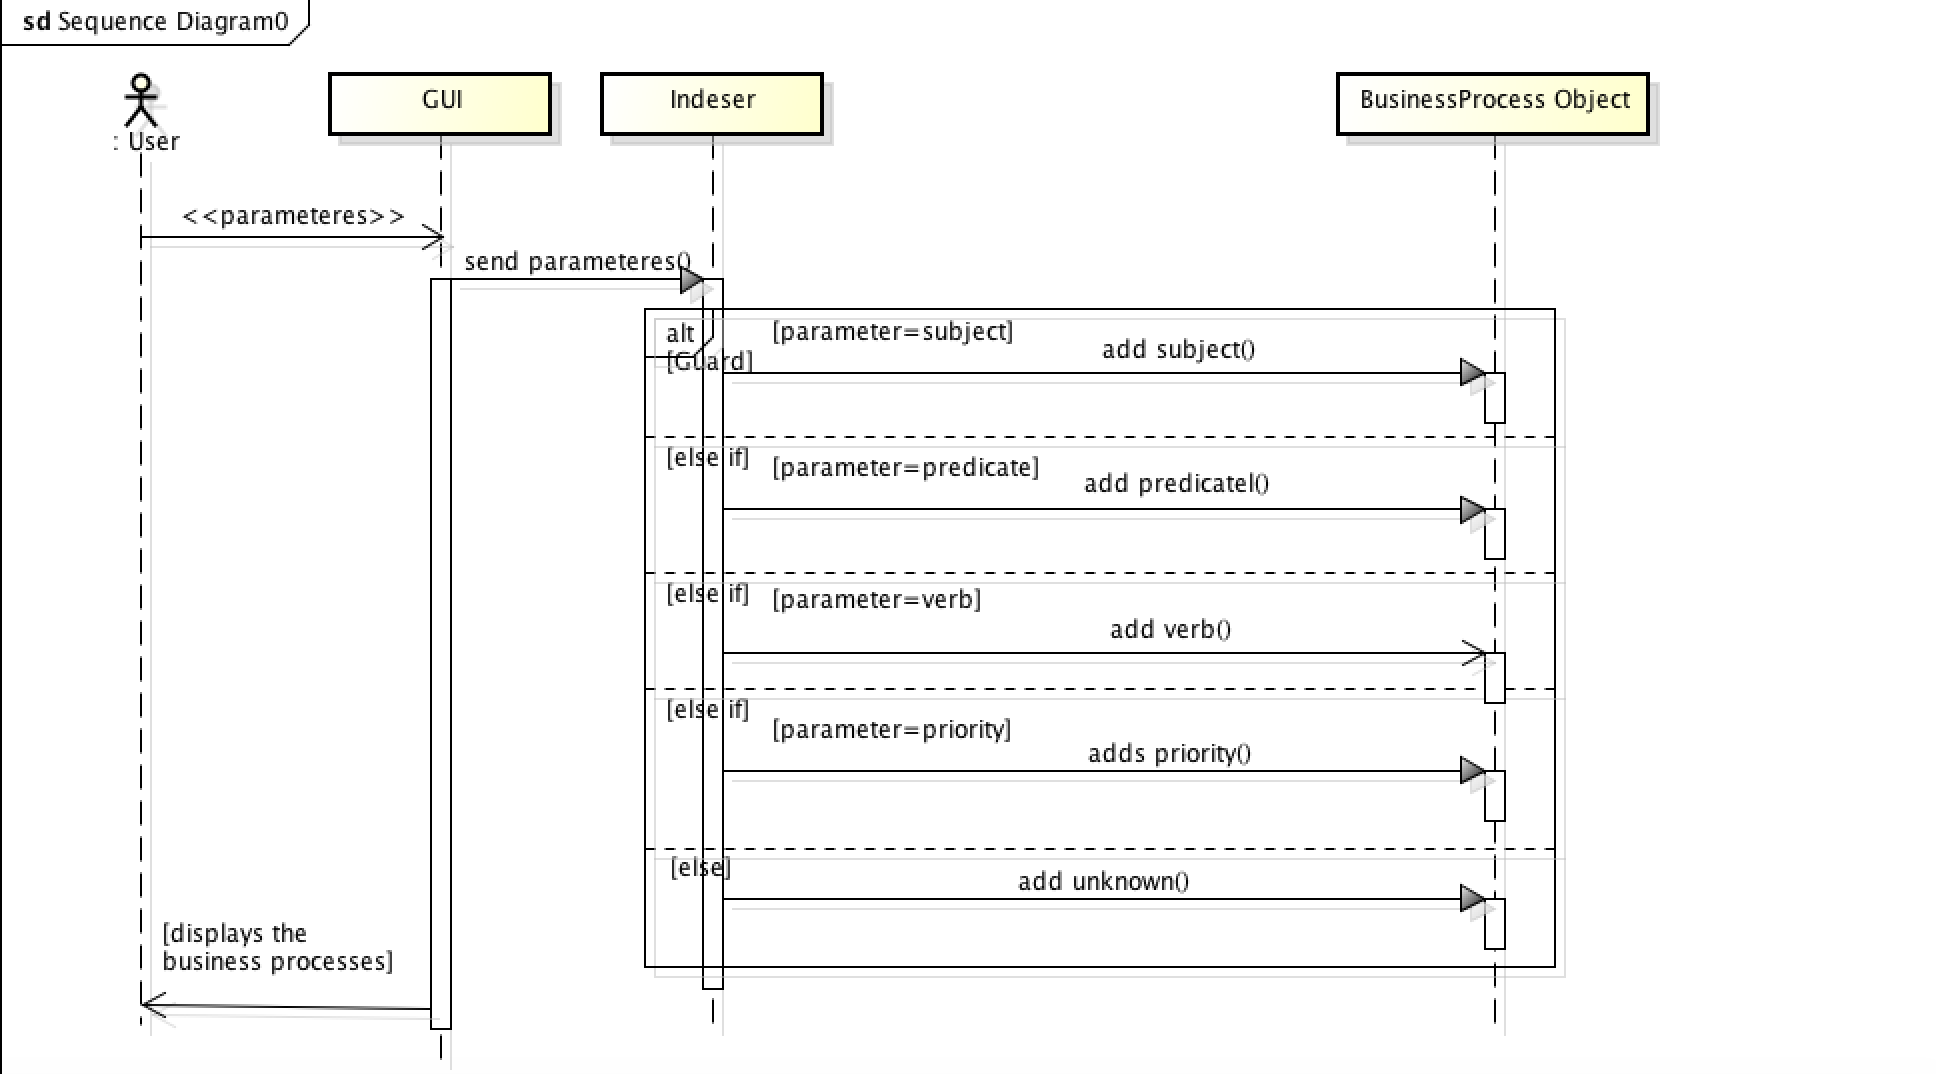 sd Sequence Diagram0
: User
GUI
Indeser
BusinessProcess Object
<<parameteres>>
send parameteres()
alt
[parameter=subject]
[Guard]
add subject()
[else if]
[parameter=predicate]
add predicatel()
[else if]
[parameter=verb]
add verb()
[else if]
[parameter=priority]
adds priority()
[else]
add unknown()
[displays the
business processes]